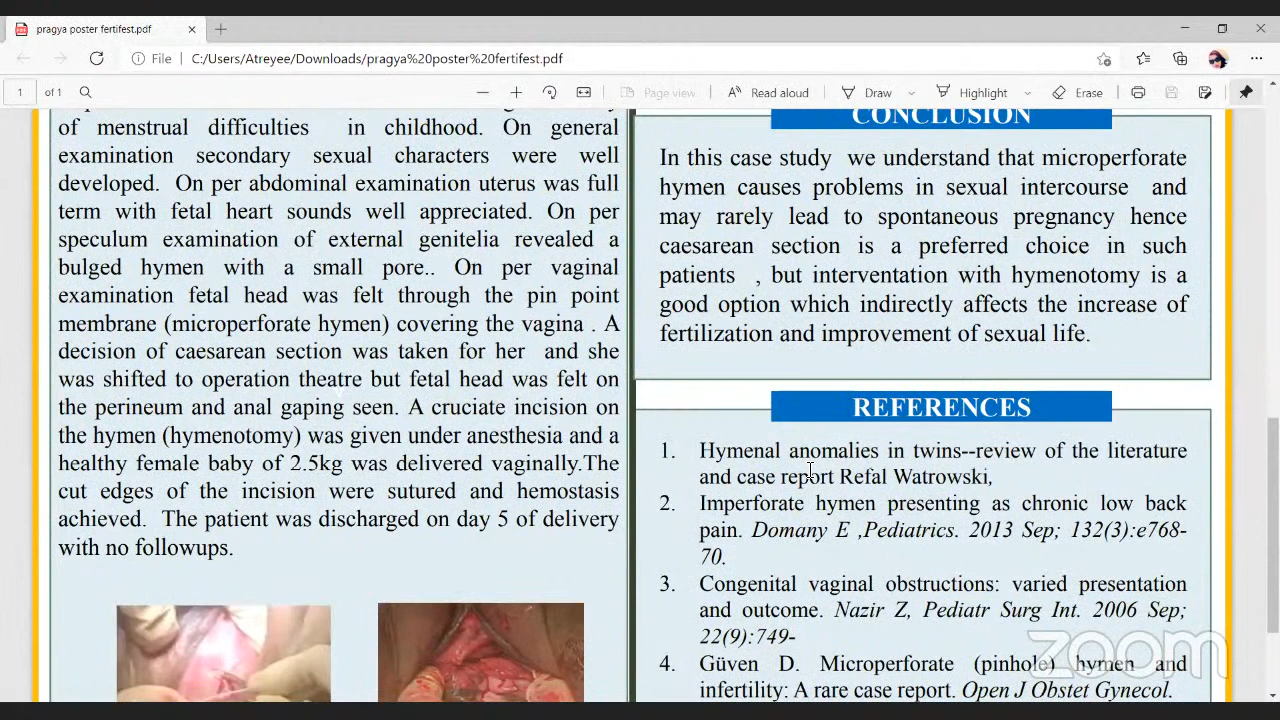 pragya poster fertifest.pdf
File C:/Users/Atreyee/Downloads/pragya%20poster%20fertifest.pdf
1 of 1 Page view Read aloud Draw Highlight Erase
of menstrual difficulties in childhood. On general
examination secondary sexual characters were well
developed. On per abdominal examination uterus was full
term with fetal heart sounds well appreciated. On per
speculum examination of external genitelia revealed a
bulged hymen with a small pore.. On per vaginal
examination fetal head was felt through the pin point
membrane (microperforate hymen) covering the vagina . A
decision of caesarean section was taken for her and she
was shifted to operation theatre but fetal head was felt on
the perineum and anal gaping seen. A cruciate incision on
the hymen (hymenotomy) was given under anesthesia and a
healthy female baby of 2.5kg was delivered vaginally.The
cut edges of the incision were sutured and hemostasis
achieved. The patient was discharged on day 5 of delivery
with no followups.
CONCLUSION
In this case study we understand that microperforate
hymen causes problems in sexual intercourse and
may rarely lead to spontaneous pregnancy hence
caesarean section is a preferred choice in such
patients , but intervention with hymenotomy is a
good option which indirectly affects the increase of
fertilization and improvement of sexual life.
REFERENCES
1. Hymenal anomalies in twins--review of the literature
and case report Refal Watrowski,
2. Imperforate hymen presenting as chronic low back
pain. Domany E ,Pediatrics. 2013 Sep; 132(3):e768-
70.
3. Congenital vaginal obstructions: varied presentation
and outcome. Nazir Z, Pediatr Surg Int. 2006 Sep;
22(9):749-
4. Güven D. Microperforate (pinhole) hymen and
infertility: A rare case report. Open J Obstet Gynecol.
zoom